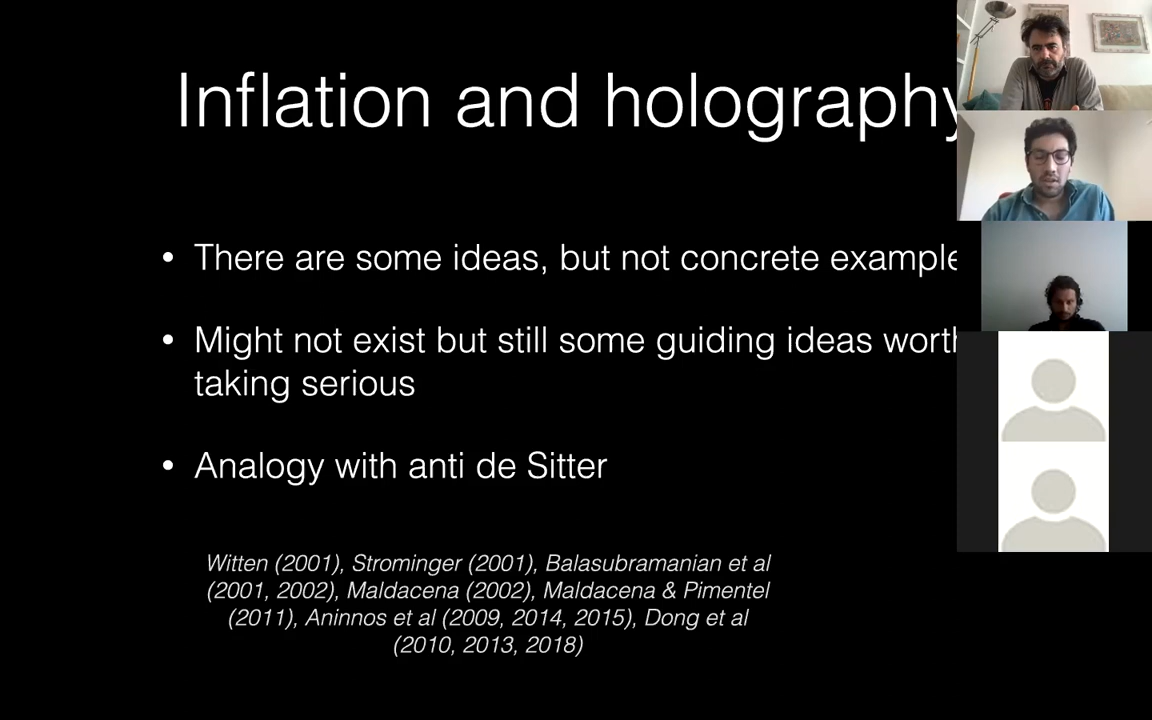 Inflation and holography
• There are some ideas, but not concrete example
• Might not exist but still some guiding ideas worth
taking serious
• Analogy with anti de Sitter
Witten (2001), Strominger (2001), Balasubramanian et al
(2001, 2002), Maldacena (2002), Maldacena & Pimentel
(2011), Aninnos et al (2009, 2014, 2015), Dong et al
(2010, 2013, 2018)